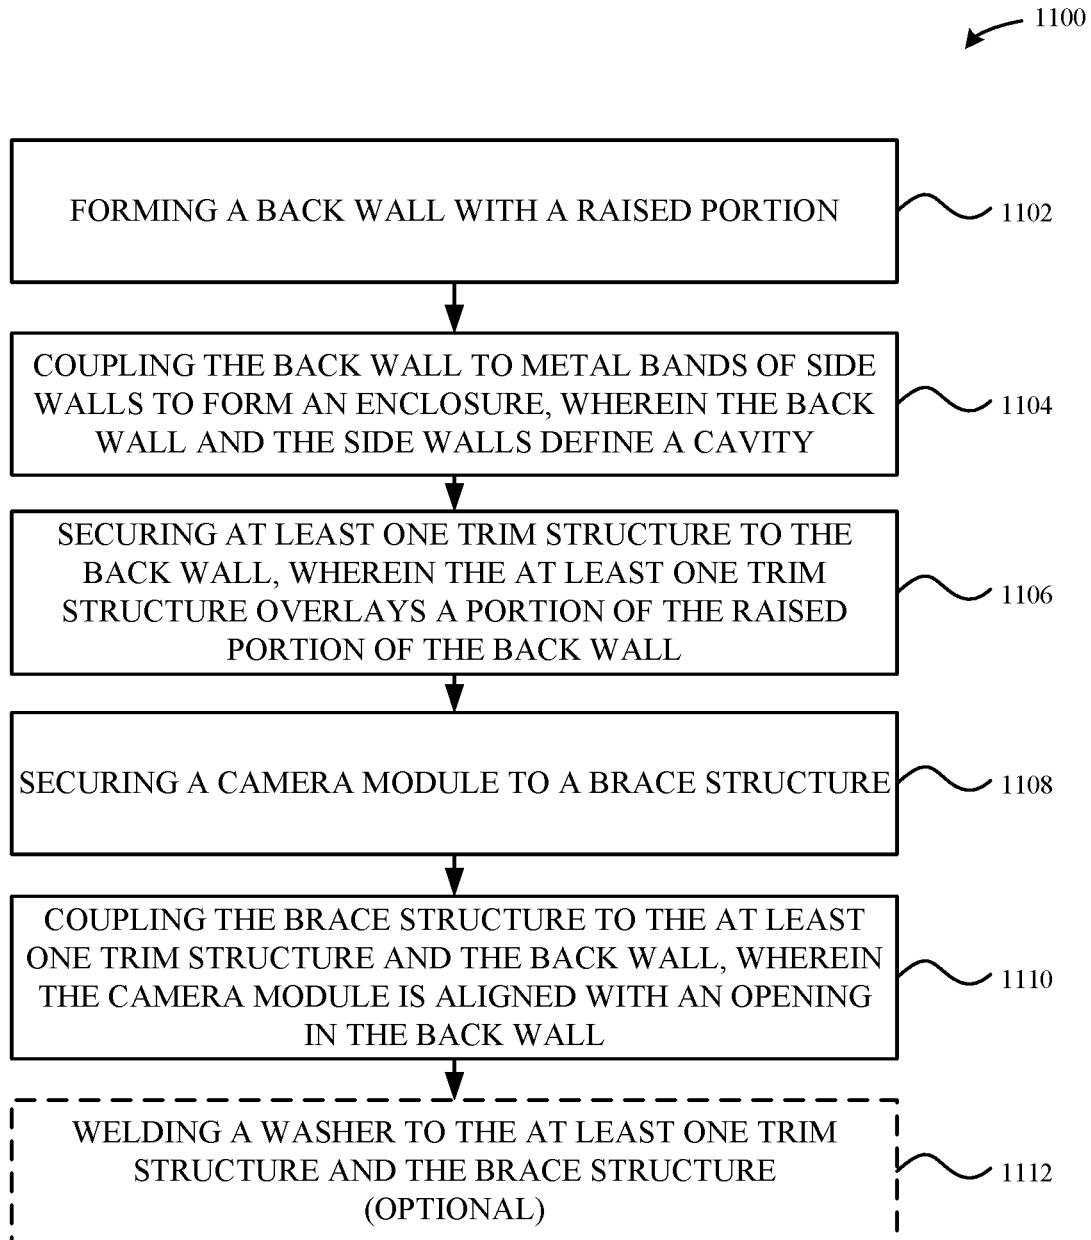 1100
FORMING A BACK WALL WITH A RAISED PORTION
1102
COUPLING THE BACK WALL TO METAL BANDS OF SIDE
WALLS TO FORM AN ENCLOSURE, WHEREIN THE BACK
WALL AND THE SIDE WALLS DEFINE A CAVITY
1104
SECURING AT LEAST ONE TRIM STRUCTURE TO THE
BACK WALL, WHEREIN THE AT LEAST ONE TRIM
STRUCTURE OVERLAYS A PORTION OF THE RAISED
PORTION OF THE BACK WALL
1106
SECURING A CAMERA MODULE TO A BRACE STRUCTURE
1108
COUPLING THE BRACE STRUCTURE TO THE AT LEAST
ONE TRIM STRUCTURE AND THE BACK WALL, WHEREIN
THE CAMERA MODULE IS ALIGNED WITH AN OPENING
IN THE BACK WALL
1110
WELDING A WASHER TO THE AT LEAST ONE TRIM
STRUCTURE AND THE BRACE STRUCTURE
(OPTIONAL)
1112